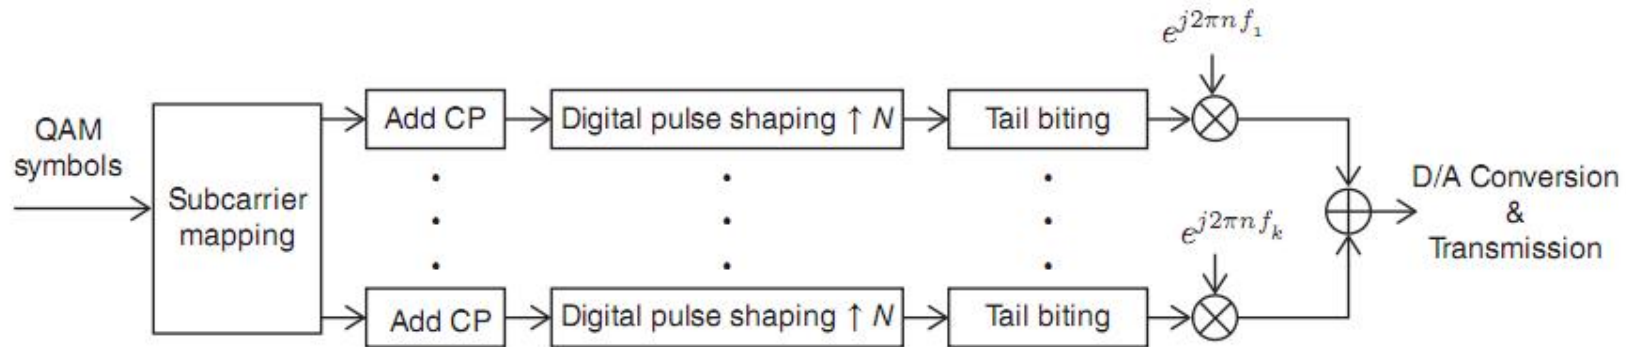 QAM
symbols
Subcarrier
mapping
Add CP
Digital pulse shaping ↑ N
Tail biting
e^{j2πnf_1}
D/A Conversion
&
Transmission
Add CP
Digital pulse shaping ↑ N
Tail biting
e^{j2πnf_k}